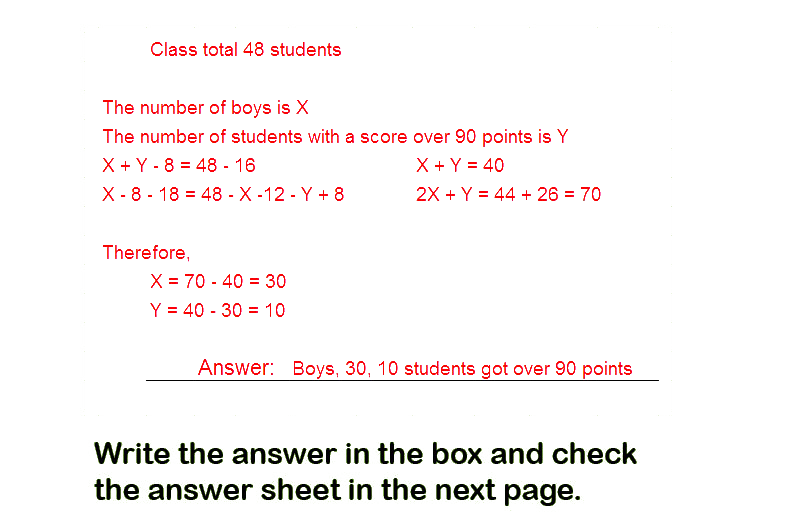 Class total 48 students
The number of boys is X
The number of students with a score over 90 points is Y
X + Y - 8 = 48 - 16 X + Y = 40
X - 8 - 18 = 48 - X -12 - Y + 8 2X + Y = 44 + 26 = 70
Therefore,
X = 70 - 40 = 30
Y = 40 - 30 = 10
Answer: Boys, 30, 10 students got over 90 points
Write the answer in the box and check
the answer sheet in the next page.